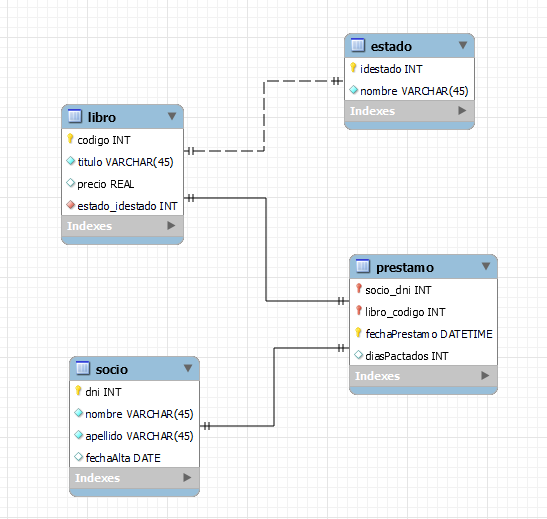 estado
idestado INT
nombre VARCHAR(45)
Indexes
libro
codigo INT
titulo VARCHAR(45)
precio REAL
estado_idestado INT
Indexes
prestamo
socio_dni INT
libro_codigo INT
fechaPrestamo DATETIME
diasPactados INT
Indexes
socio
dni INT
nombre VARCHAR(45)
apellido VARCHAR(45)
fechaAlta DATE
Indexes